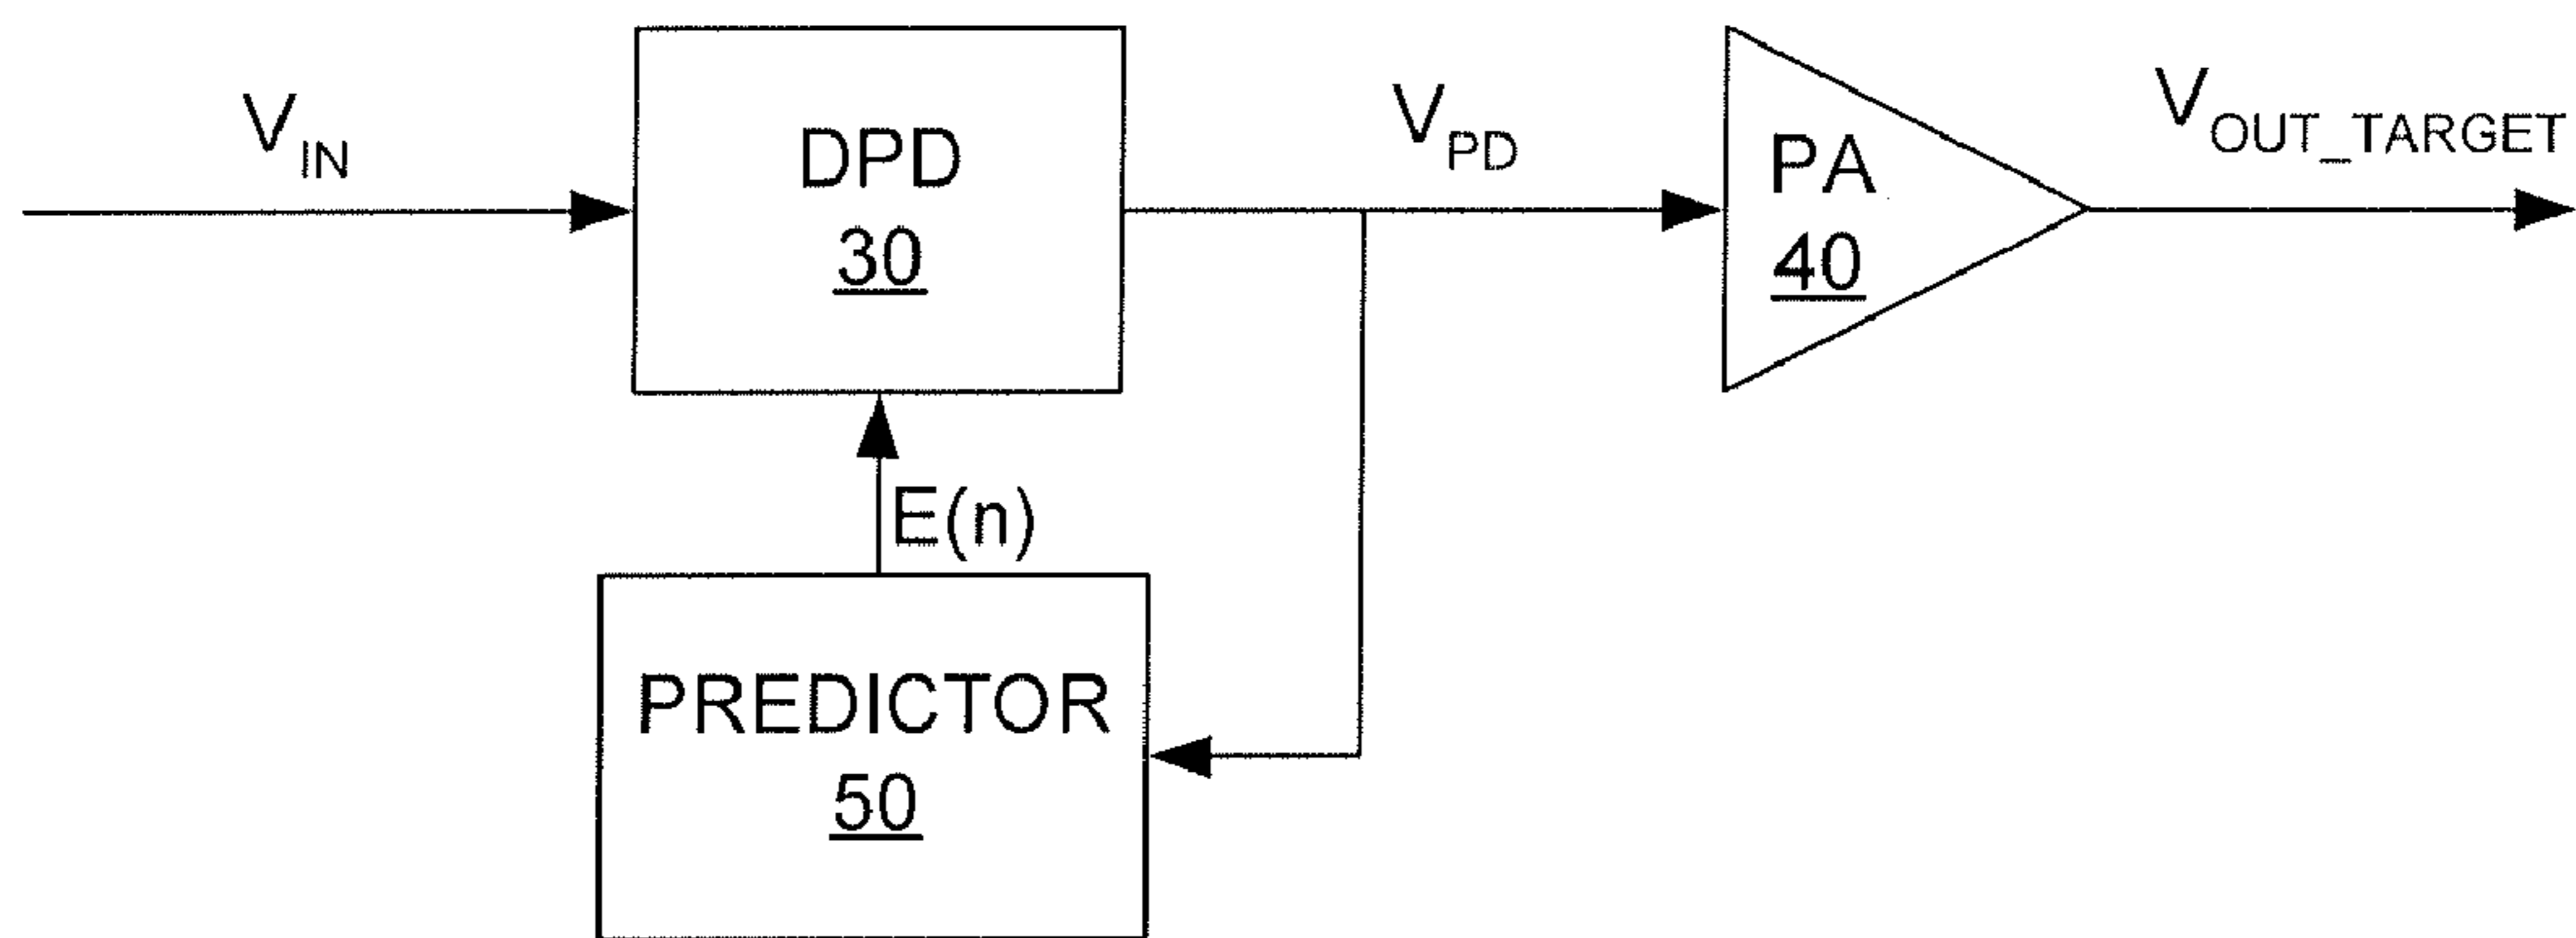 V_IN
DPD
30
V_PD
PA
40
V_OUT_TARGET
E(n)
PREDICTOR
50